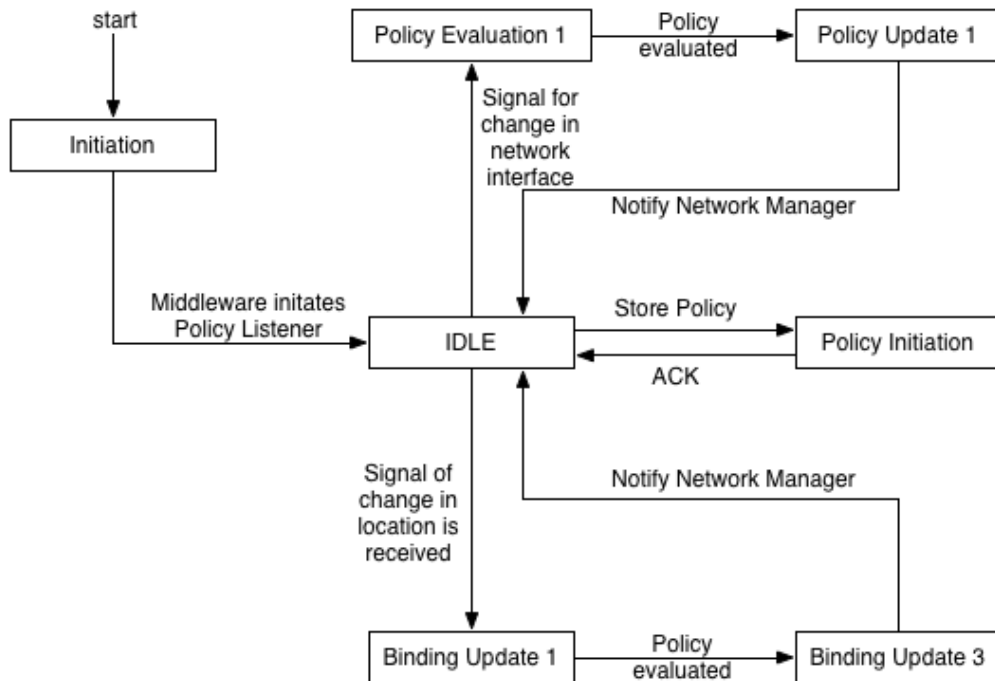 start
Policy Evaluation 1
Policy
evaluated
Policy Update 1
Initiation
Signal for
change in
network
interface
Notify Network Manager
Middleware initates
Policy Listener
IDLE
Store Policy
ACK
Policy Initiation
Signal of
change in
location is
received
Notify Network Manager
Binding Update 1
Policy
evaluated
Binding Update 3